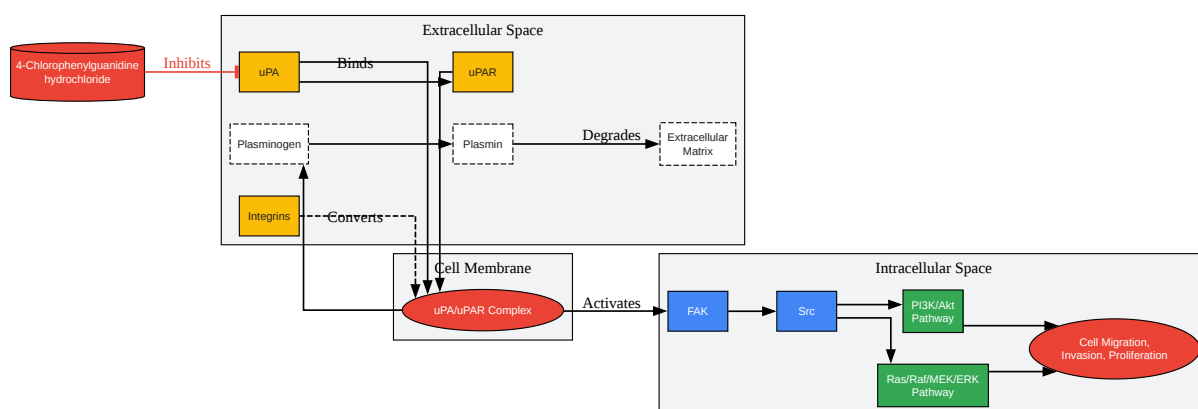 Extracellular Space
4-Chlorophenylguanidine
hydrochloride
Inhibits
uPA
Binds
uPAR
Plasminogen
Plasmin
Degrades
Extracellular
Matrix
Integrins
Converts
Cell Membrane
uPA/uPAR Complex
Activates
Intracellular Space
FAK
Src
PI3K/Akt
Pathway
Ras/Raf/MEK/ERK
Pathway
Cell Migration,
Invasion, Proliferation